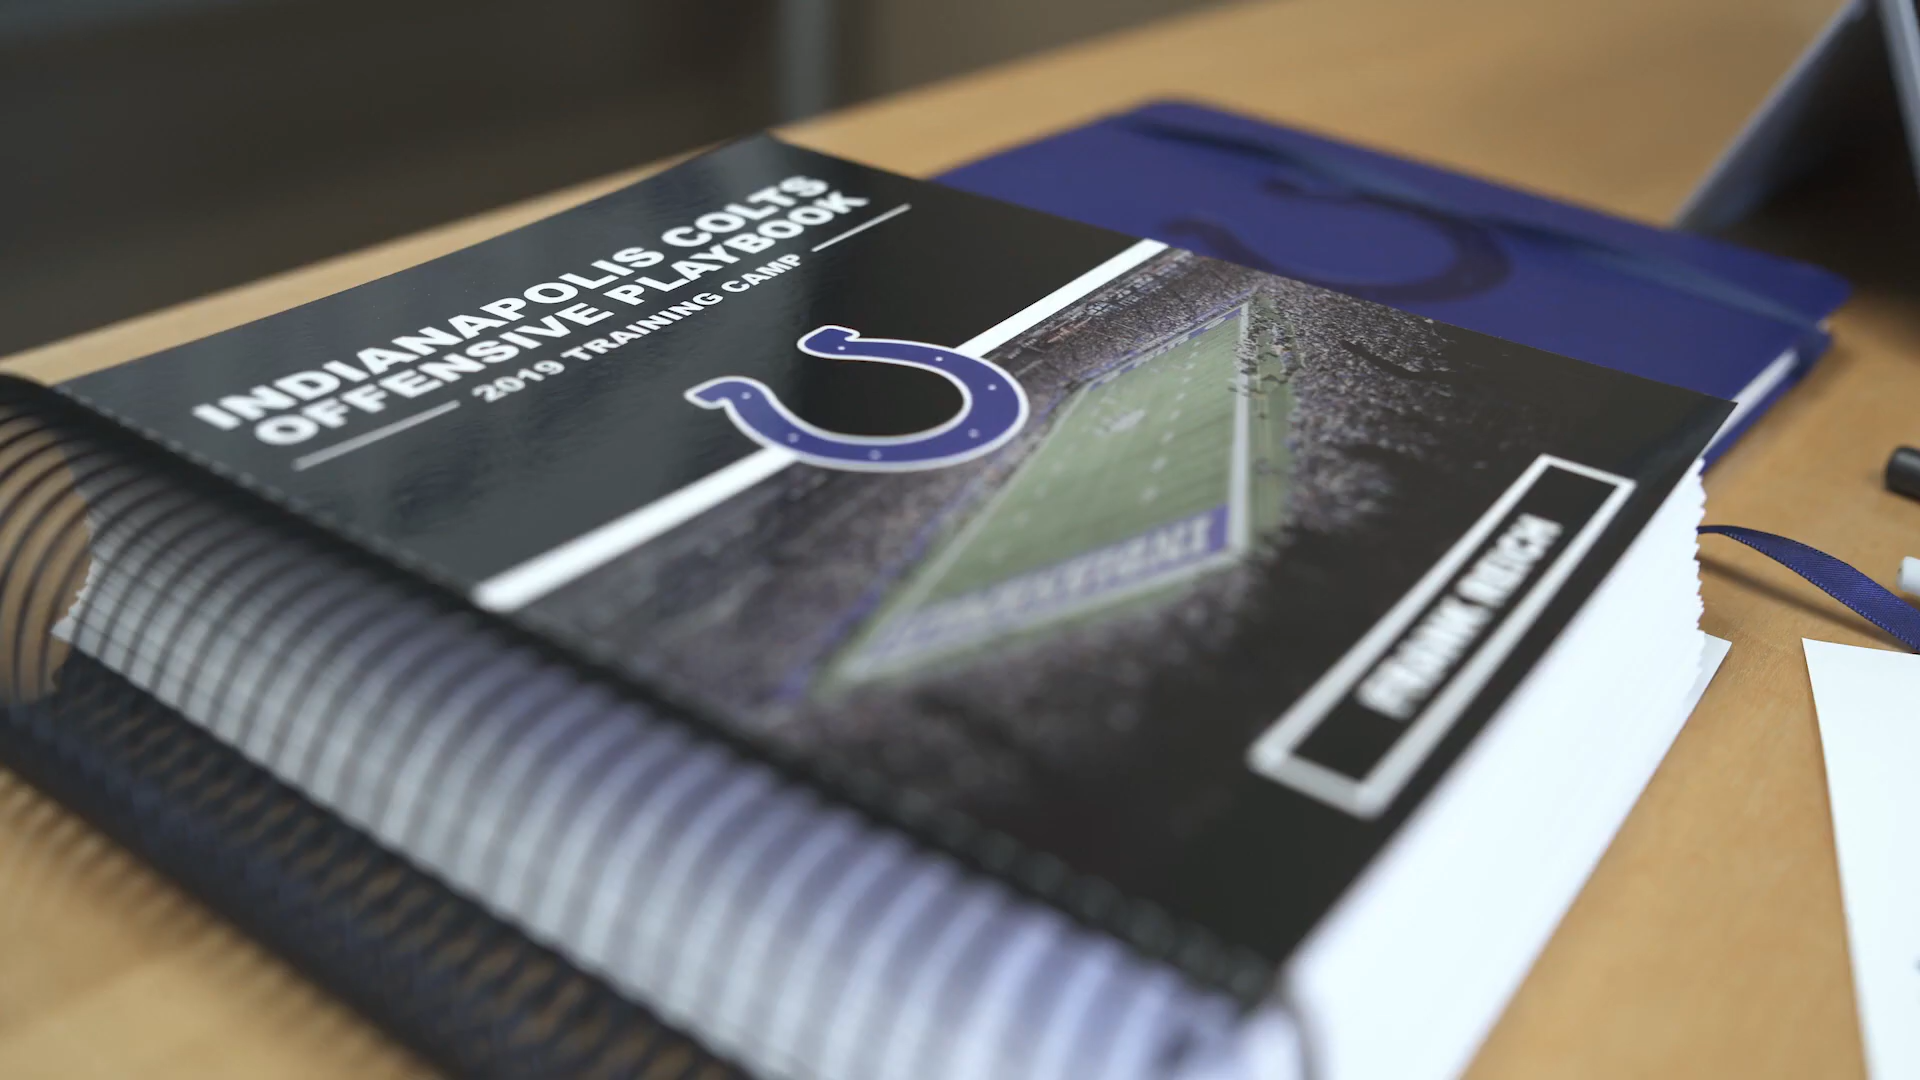 INDIANAPOLIS COLTS
OFFENSIVE PLAYBOOK
2019 TRAINING CAMP
FRANK REICH